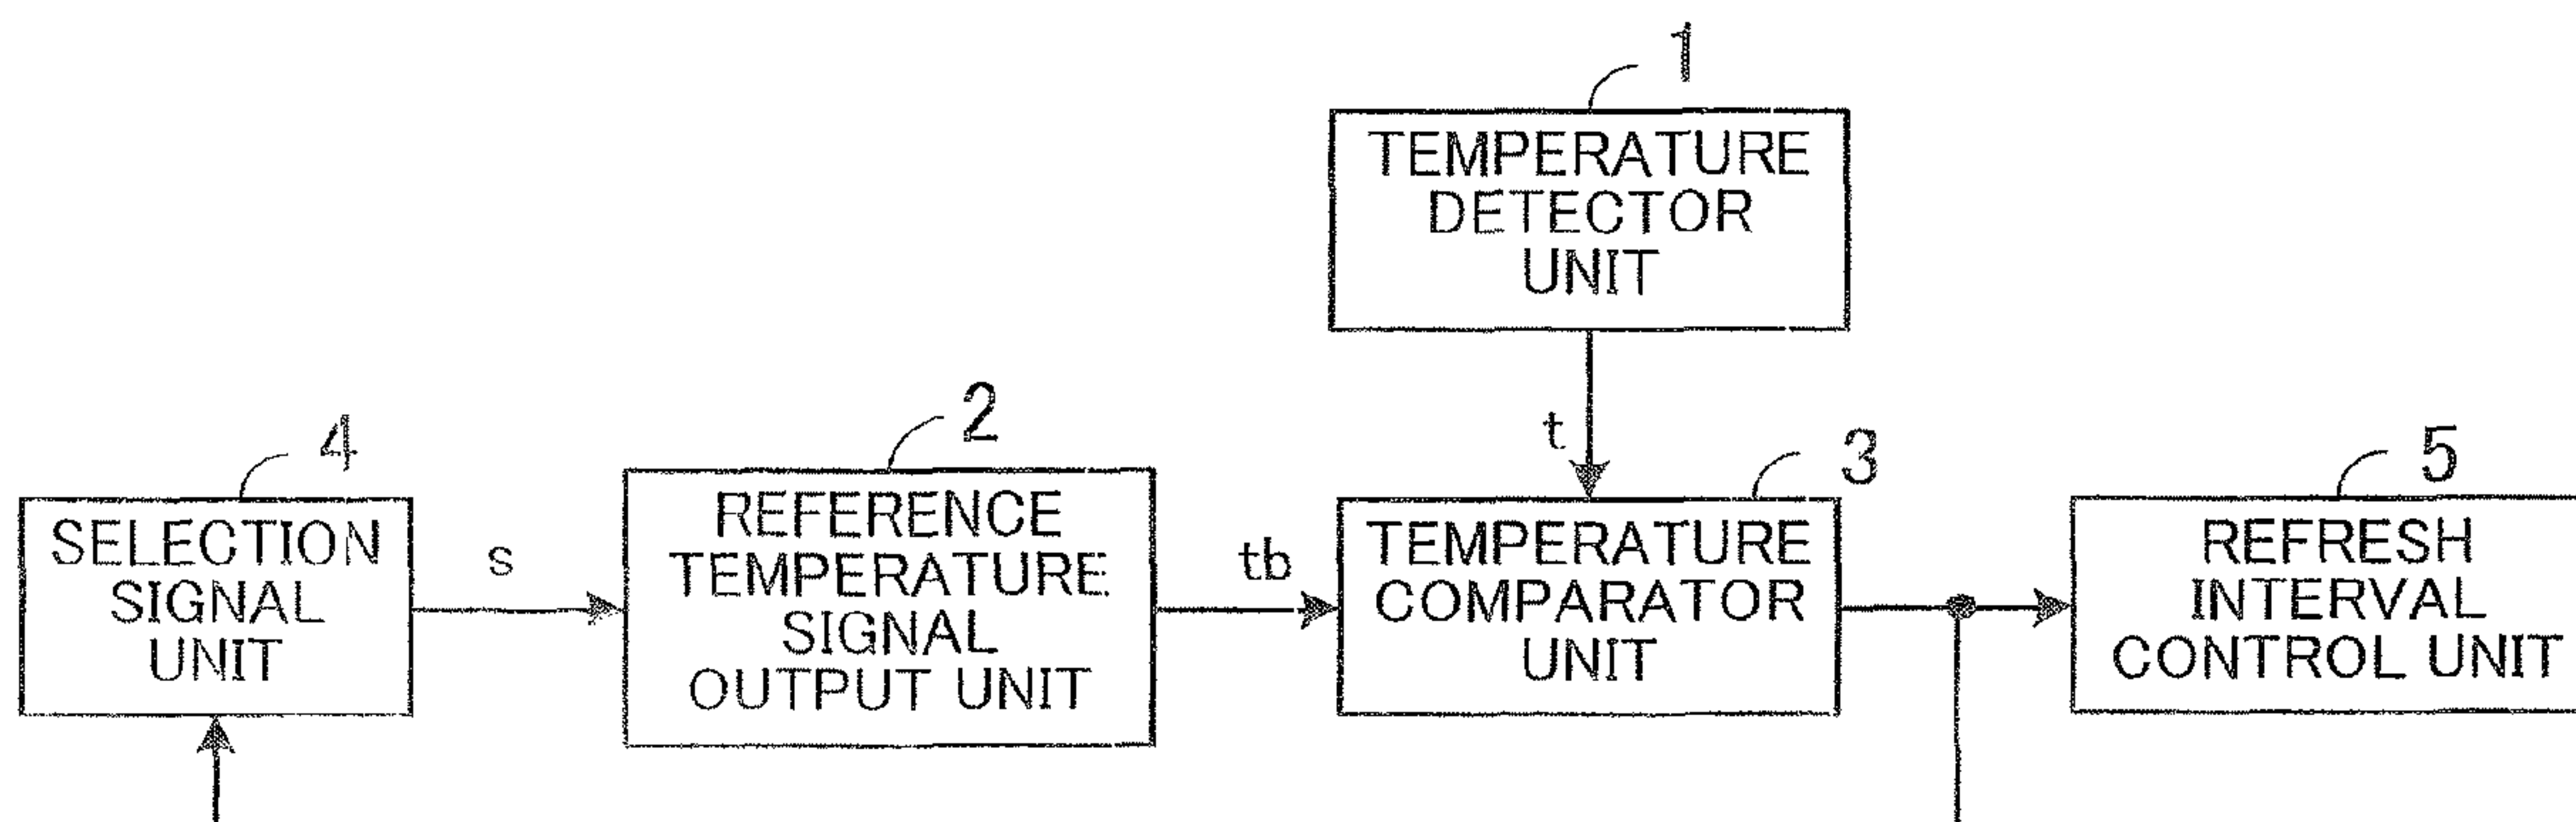 1
TEMPERATURE
DETECTOR
UNIT
t
4
SELECTION
SIGNAL
UNIT
s
2
REFERENCE
TEMPERATURE
SIGNAL
OUTPUT UNIT
tb
3
TEMPERATURE
COMPARATOR
UNIT
5
REFRESH
INTERVAL
CONTROL UNIT